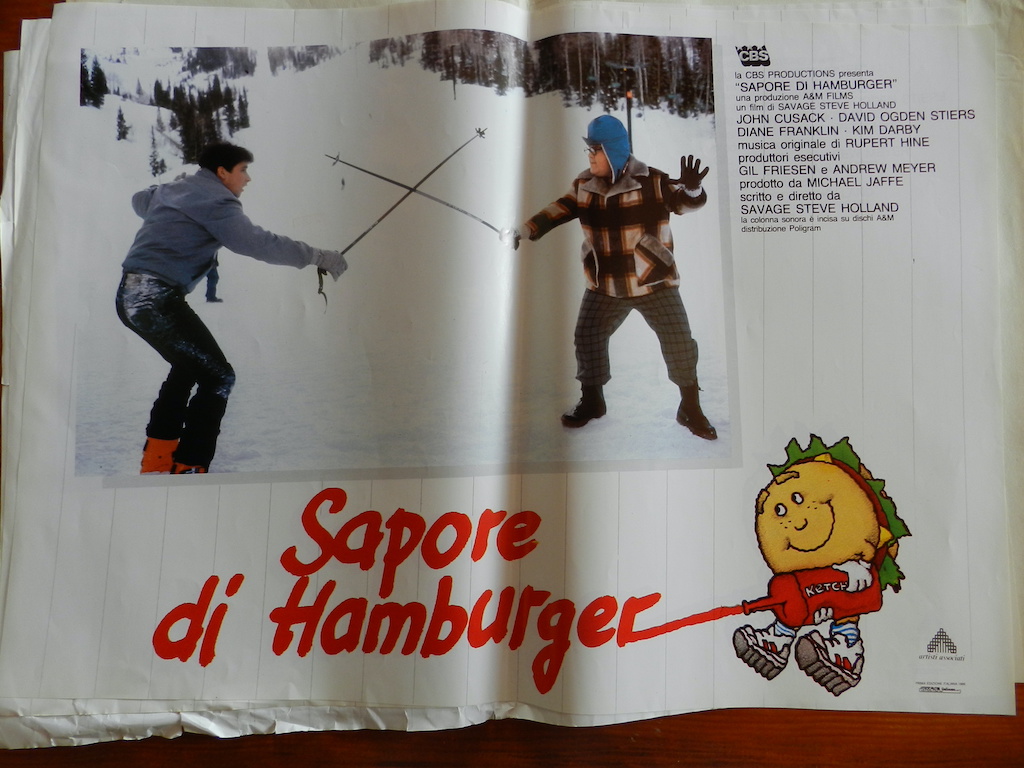 CBS
la CBS PRODUCTIONS presenta
"SAPORE DI HAMBURGER"
una produzione A&M FILMS
un film di SAVAGE STEVE HOLLAND
JOHN CUSACK · DAVID OGDEN STIERS
DIANE FRANKLIN · KIM DARBY
musica originale di RUPERT HINE
produttori esecutivi
GIL FRIESEN e ANDREW MEYER
prodotto da MICHAEL JAFFE
scritto e diretto da
SAVAGE STEVE HOLLAND
la colonna sonora è incisa su dischi A&M
distribuzione Poligram
Sapore
di Hamburger
KETCH
artisti associati